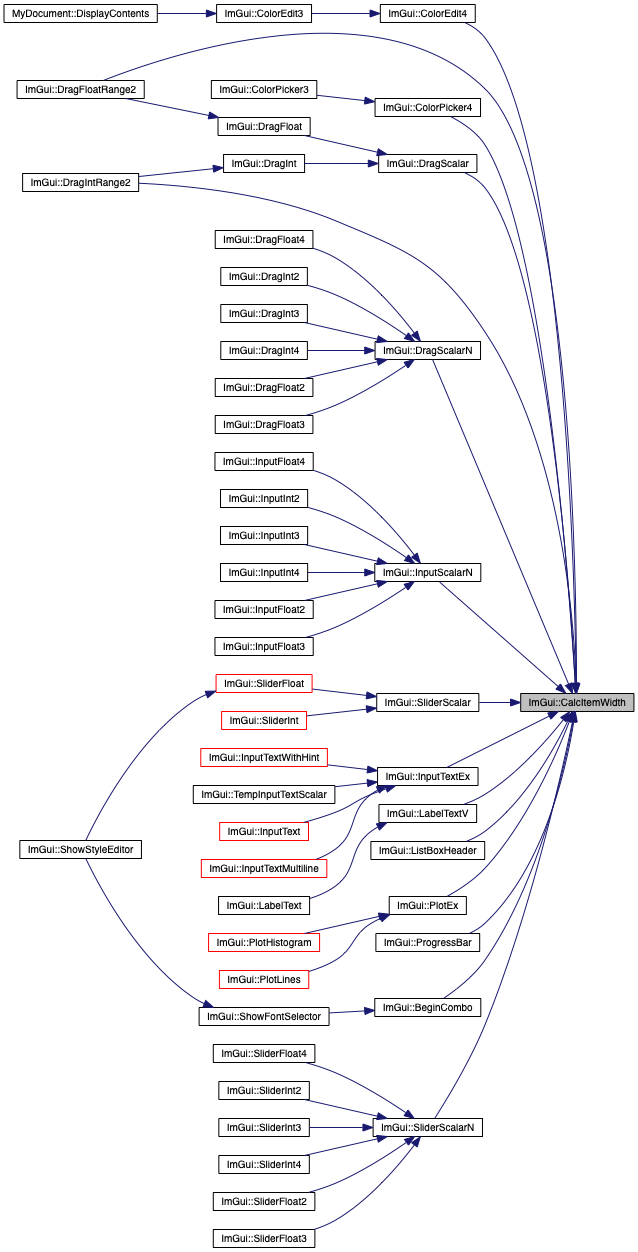 MyDocument::DisplayContents
ImGui::ColorEdit3
ImGui::ColorEdit4
ImGui::DragFloatRange2
ImGui::ColorPicker3
ImGui::ColorPicker4
ImGui::DragFloat
ImGui::DragInt
ImGui::DragScalar
ImGui::DragIntRange2
ImGui::DragFloat4
ImGui::DragInt2
ImGui::DragInt3
ImGui::DragInt4
ImGui::DragScalarN
ImGui::DragFloat2
ImGui::DragFloat3
ImGui::InputFloat4
ImGui::InputInt2
ImGui::InputInt3
ImGui::InputInt4
ImGui::InputScalarN
ImGui::InputFloat2
ImGui::InputFloat3
ImGui::SliderFloat
ImGui::SliderScalar
ImGui::CalcItemWidth
ImGui::SliderInt
ImGui::InputTextWithHint
ImGui::InputTextEx
ImGui::TempInputTextScalar
ImGui::LabelTextV
ImGui::InputText
ImGui::ShowStyleEditor
ImGui::ListBoxHeader
ImGui::InputTextMultiline
ImGui::LabelText
ImGui::PlotEx
ImGui::PlotHistogram
ImGui::ProgressBar
ImGui::PlotLines
ImGui::BeginCombo
ImGui::ShowFontSelector
ImGui::SliderFloat4
ImGui::SliderInt2
ImGui::SliderInt3
ImGui::SliderScalarN
ImGui::SliderInt4
ImGui::SliderFloat2
ImGui::SliderFloat3